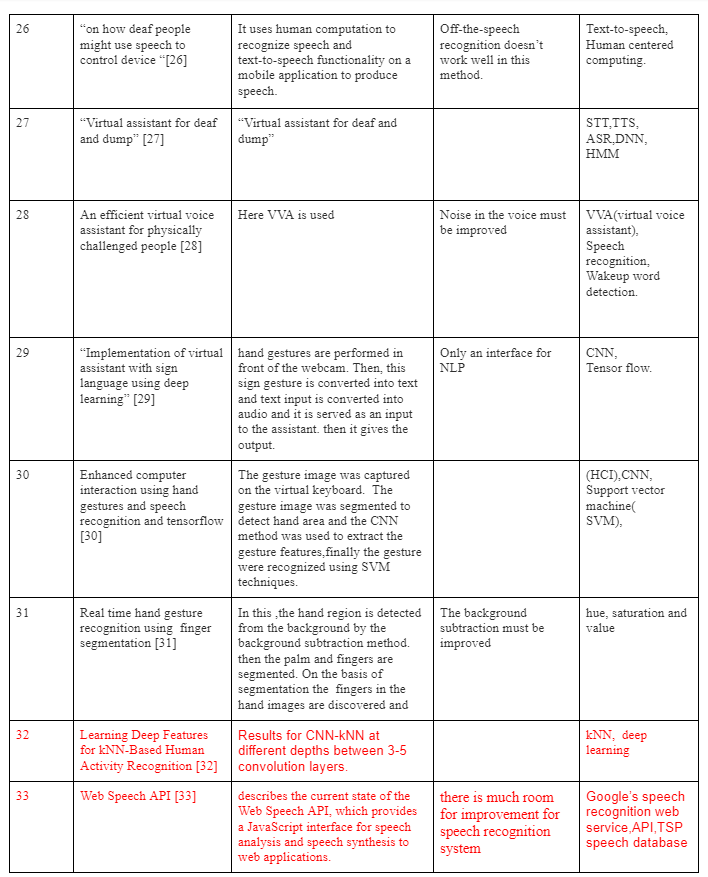 26
“on how deaf people
might use speech to
control device “[26]
It uses human computation to
recognize speech and
text-to-speech functionality on a
mobile application to produce
speech.
Off-the-speech
recognition doesn’t
work well in this
method.
Text-to-speech,
Human centered
computing.
27
“Virtual assistant for deaf
and dump” [27]
“Virtual assistant for deaf and
dump”
STT,TTS,
ASR,DNN,
HMM
28
An efficient virtual voice
assistant for physically
challenged people [28]
Here VVA is used
Noise in the voice must
be improved
VVA(virtual voice
assistant),
Speech
recognition,
Wakeup word
detection.
29
“Implementation of virtual
assistant with sign
language using deep
learning” [29]
hand gestures are performed in
front of the webcam. Then, this
sign gesture is converted into text
and text input is converted into
audio and it is served as an input
to the assistant. then it gives the
output.
Only an interface for
NLP
CNN,
Tensor flow.
30
Enhanced computer
interaction using hand
gestures and speech
recognition and tensorflow
[30]
The gesture image was captured
on the virtual keyboard.  The
gesture image was segmented to
detect hand area and the CNN
method was used to extract the
gesture features,finally the gesture
were recognized using SVM
techniques.
(HCI),CNN,
Support vector
machine(
SVM),
31
Real time hand gesture
recognition using  finger
segmentation [31]
In this ,the hand region is detected
from the background by the
background subtraction method.
then the palm and fingers are
segmented. On the basis of
segmentation the  fingers in the
hand images are discovered and
The background
subtraction must be
improved
hue, saturation and
value
32
Learning Deep Features
for kNN-Based Human
Activity Recognition [32]
Results for CNN-kNN at
different depths between 3-5
convolution layers.
kNN,  deep
learning
33
Web Speech API [33]
describes the current state of the
Web Speech API, which provides
a JavaScript interface for speech
analysis and speech synthesis to
web applications.
there is much room
for improvement for
speech recognition
system
Google’s speech
recognition web
service,API,TSP
speech database